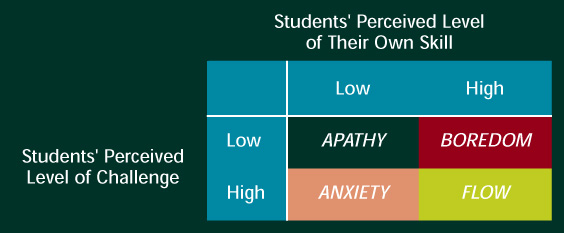 Students' Perceived Level
of Their Own Skill
Low High
Students' Perceived
Level of Challenge
Low APATHY BOREDOM
High ANXIETY FLOW